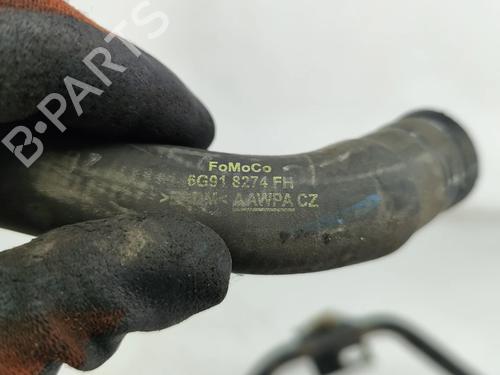 B-PARTS
FoMoCo
6G91 8274 FH
AAWPA CZ